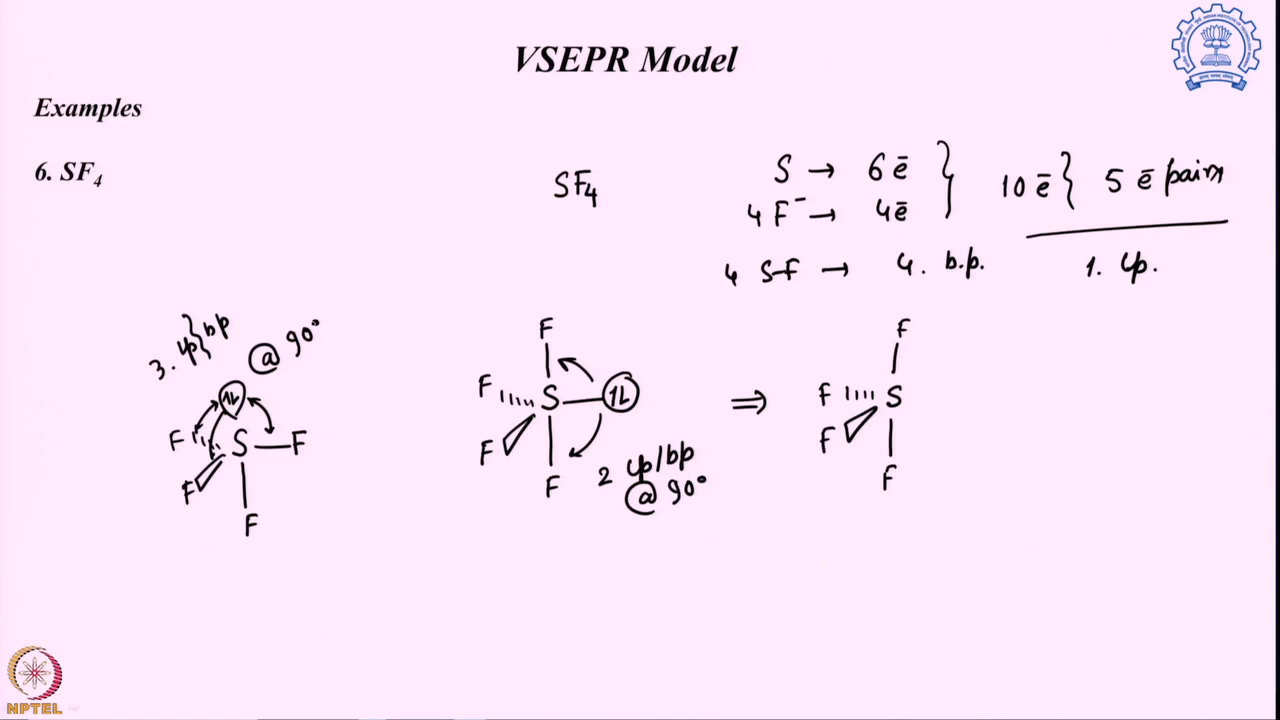 VSEPR Model
Examples
6. SF4
SF4
S → 6 ē } 10 ē } 5 ē pairs
4 F⁻ → 4 ē
4 S-F → 4. b.p. 1. lp.
3. lp } bp @ 90°
1L
F S F
F
F
F
F S 1L
F
F
2 lp/bp
@ 90°
⇒
F
F S
F
F
NPTEL